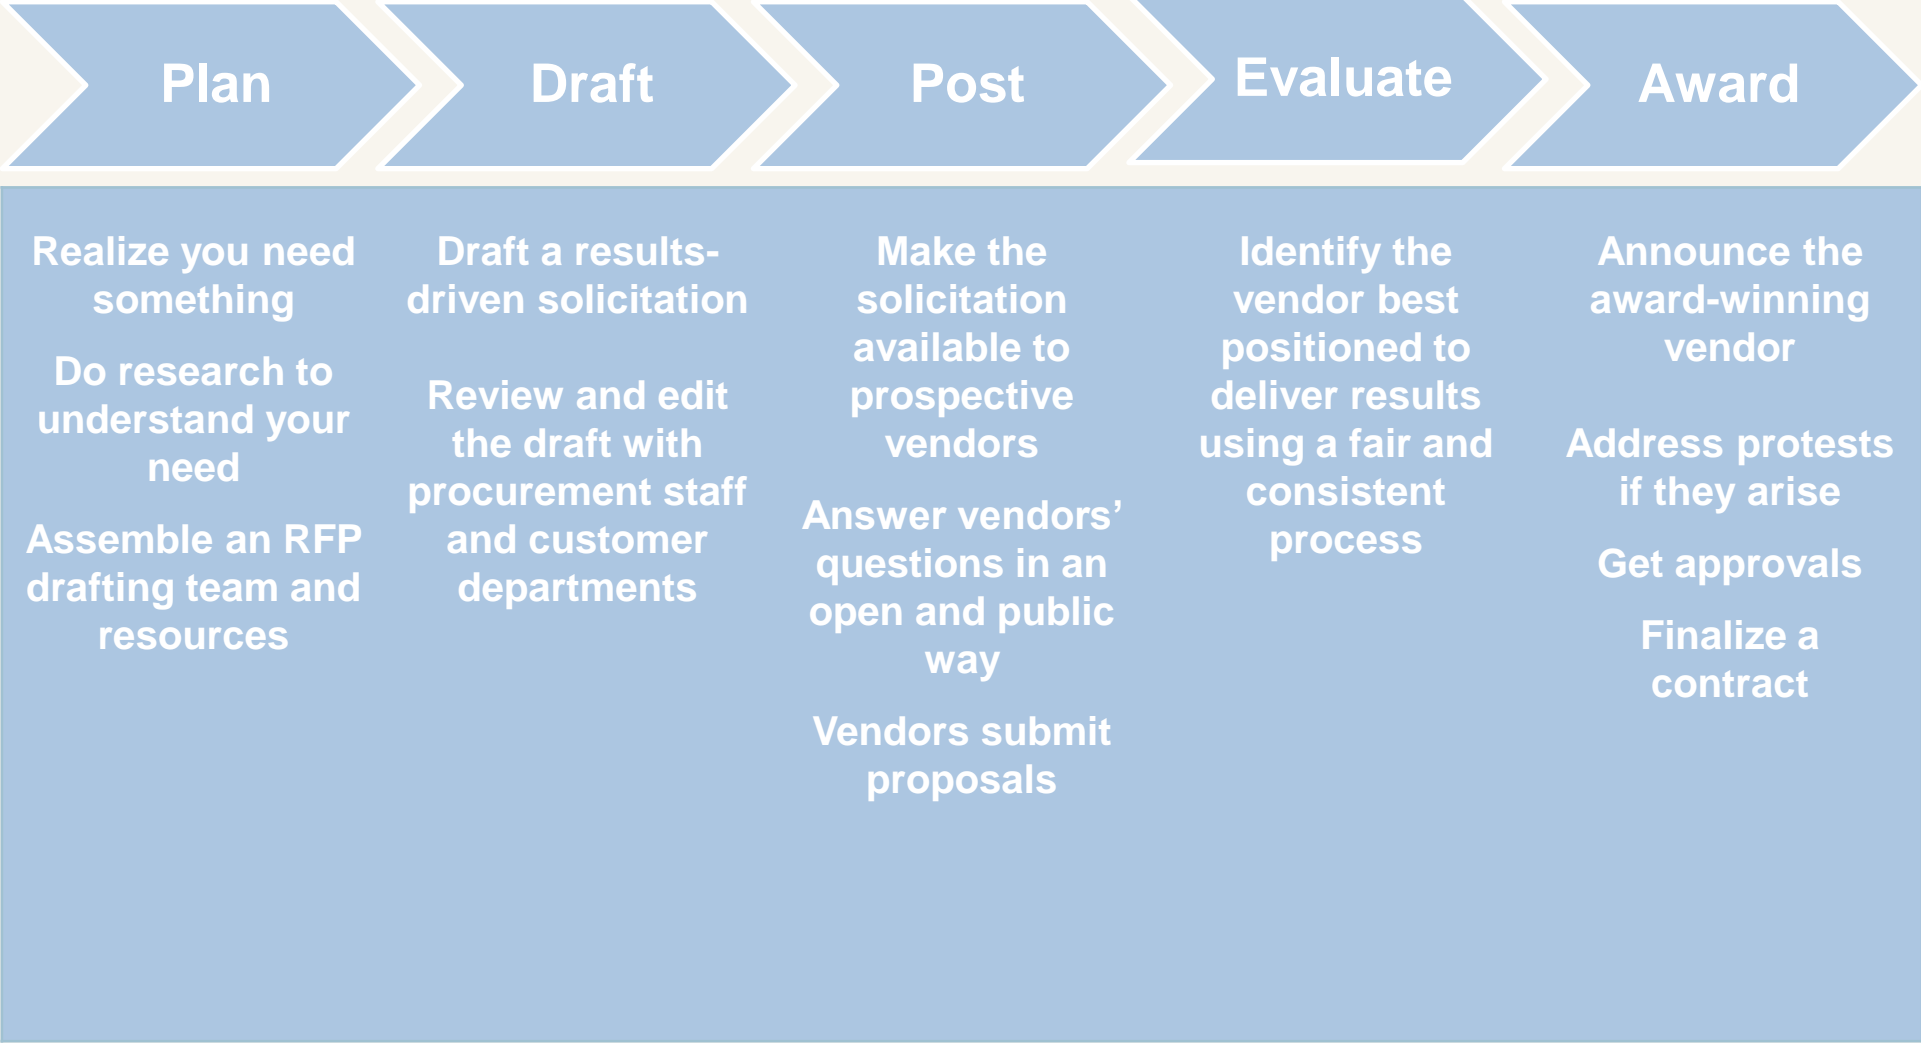 Plan
Draft
Post
Evaluate
Award
Realize you need
something
Do research to
understand your
need
Assemble an RFP
drafting team and
resources
Draft a results-
driven solicitation
Review and edit
the draft with
procurement staff
and customer
departments
Make the
solicitation
available to
prospective
vendors
Answer vendors’
questions in an
open and public
way
Vendors submit
proposals
Identify the
vendor best
positioned to
deliver results
using a fair and
consistent
process
Announce the
award-winning
vendor
Address protests
if they arise
Get approvals
Finalize a
contract